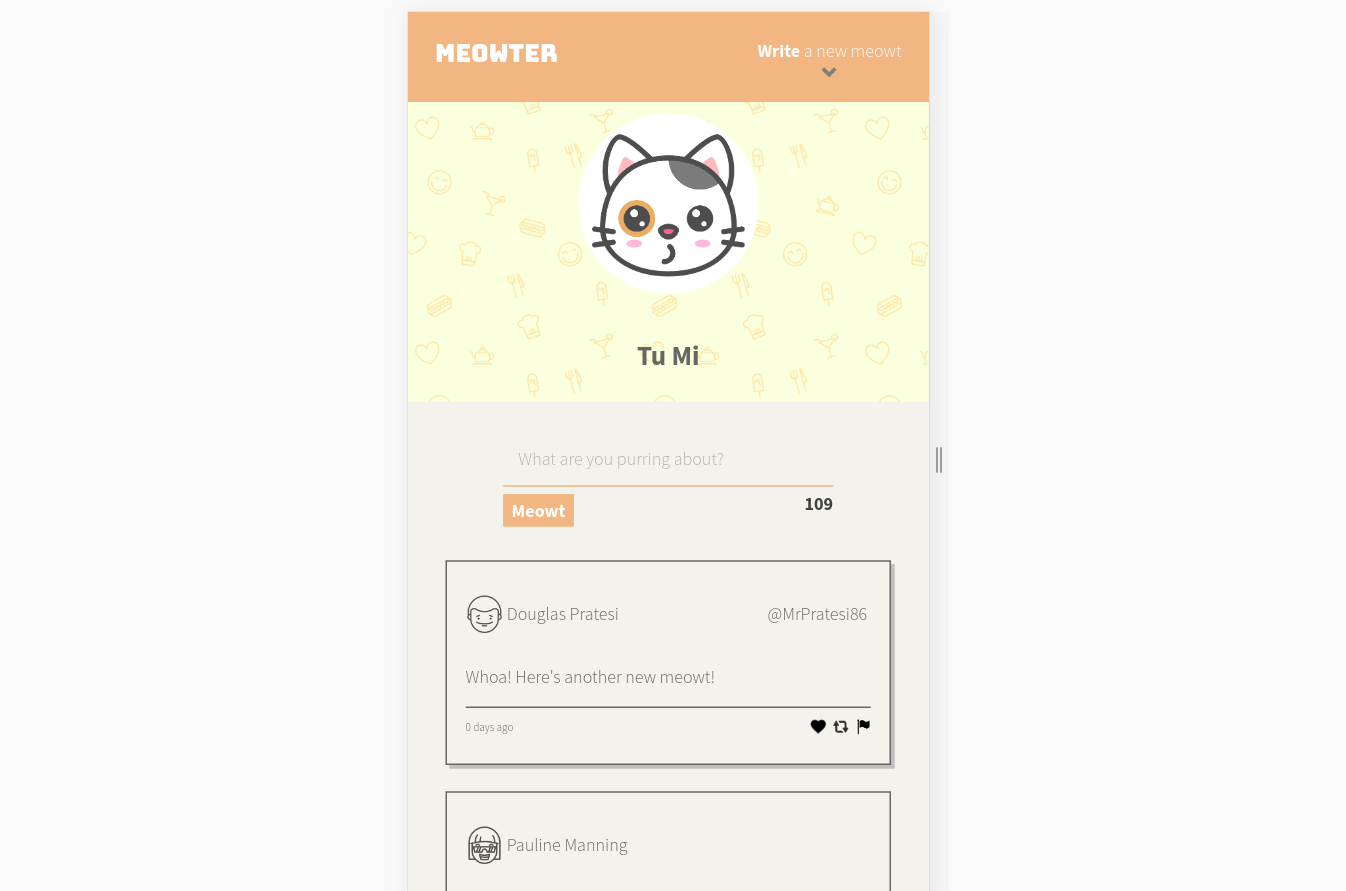 MEOWTER
Write a new meowt
Tu Mi
What are you purring about?
Meowt
109
Douglas Pratesi
@MrPratesi86
Whoa! Here's another new meowt!
0 days ago
Pauline Manning